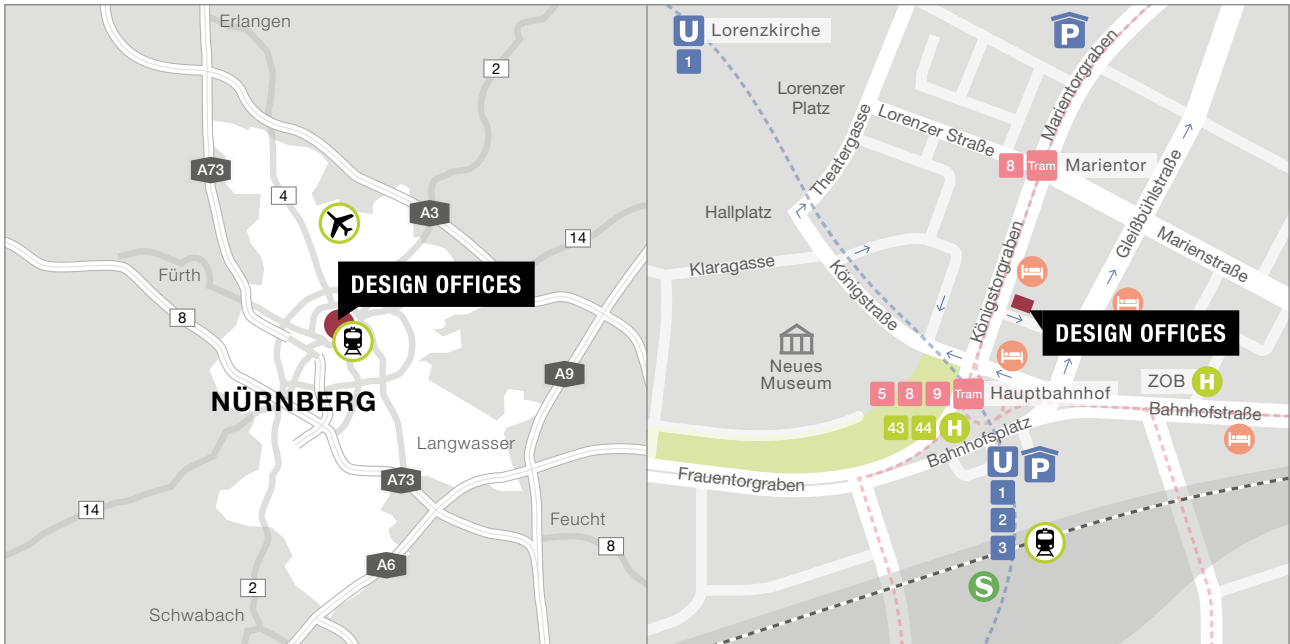 Erlangen
2
A73
4
A3
14
Fürth
DESIGN OFFICES
8
A9
NÜRNBERG
Langwasser
A73
14
Feucht
8
A6
2
Schwabach
U
Lorenzkirche
1
P
Lorenzer
Platz
Marientorgraben
Theatergasse
Lorenzer Straße
8
Tram
Marientor
Hallplatz
Gleißbühlstraße
Marienstraße
Klaragasse
Königstraße
Königstorgraben
DESIGN OFFICES
Neues
Museum
ZOB
H
5
8
9
Tram
Hauptbahnhof
Bahnhofstraße
43
44
H
Bahnhofsplatz
Frauentorgraben
U
P
1
2
3
S